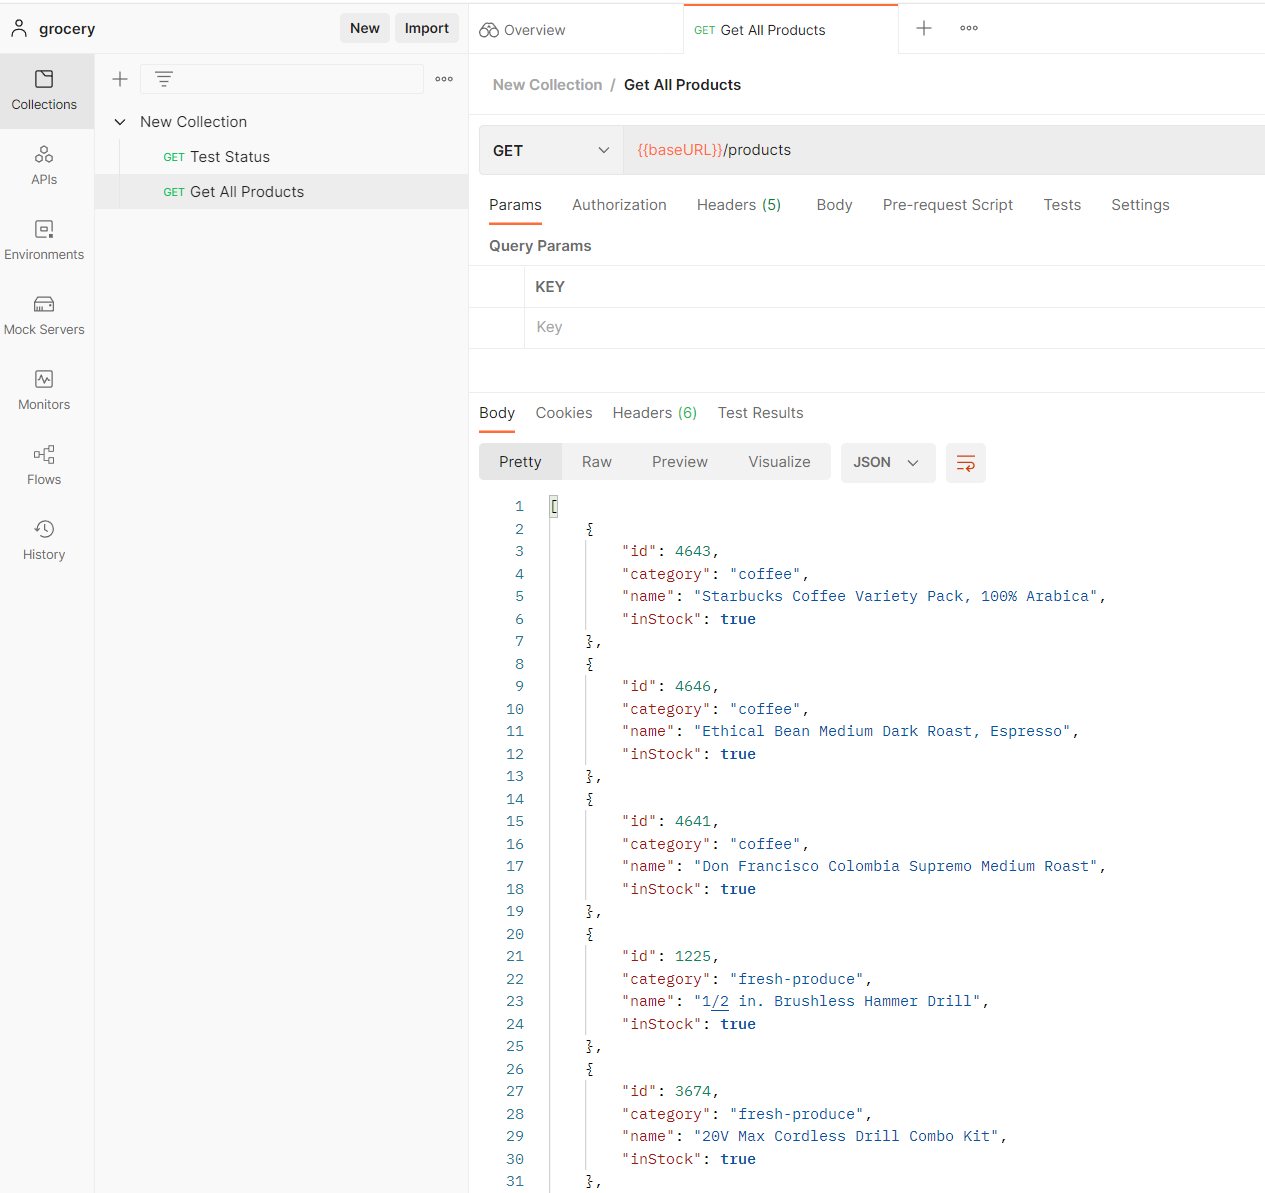 grocery
New
Import
Overview
GET Get All Products
Collections
New Collection
GET Test Status
GET Get All Products
APIs
Environments
Mock Servers
Monitors
Flows
History
New Collection / Get All Products
GET
{{baseURL}}/products
Params Authorization Headers (5) Body Pre-request Script Tests Settings
Query Params
KEY
Key
Body Cookies Headers (6) Test Results
Pretty Raw Preview Visualize JSON
1 [
2 {
3 "id": 4643,
4 "category": "coffee",
5 "name": "Starbucks Coffee Variety Pack, 100% Arabica",
6 "inStock": true
7 },
8 {
9 "id": 4646,
10 "category": "coffee",
11 "name": "Ethical Bean Medium Dark Roast, Espresso",
12 "inStock": true
13 },
14 {
15 "id": 4641,
16 "category": "coffee",
17 "name": "Don Francisco Colombia Supremo Medium Roast",
18 "inStock": true
19 },
20 {
21 "id": 1225,
22 "category": "fresh-produce",
23 "name": "1/2 in. Brushless Hammer Drill",
24 "inStock": true
25 },
26 {
27 "id": 3674,
28 "category": "fresh-produce",
29 "name": "20V Max Cordless Drill Combo Kit",
30 "inStock": true
31 },